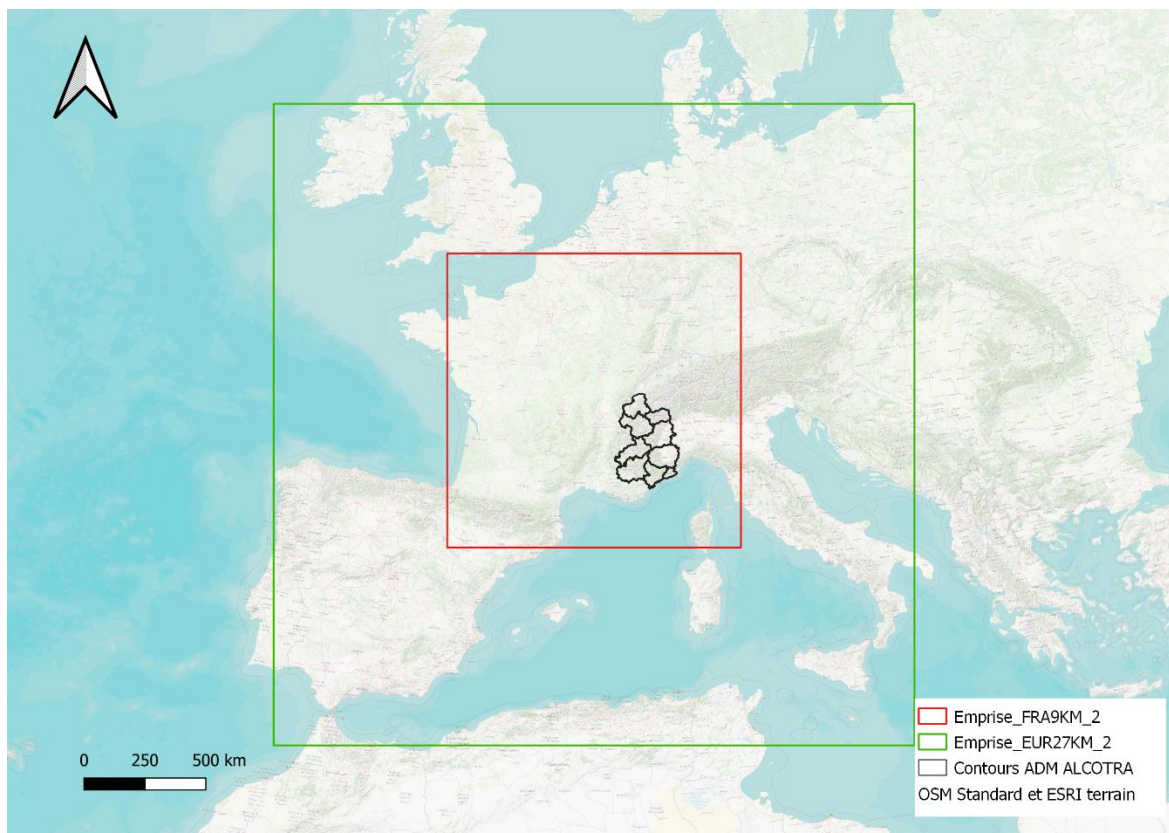 0 250 500 km
Emprise_FRA9KM_2
Emprise_EUR27KM_2
Contours ADM ALCOTRA
OSM Standard et ESRI terrain